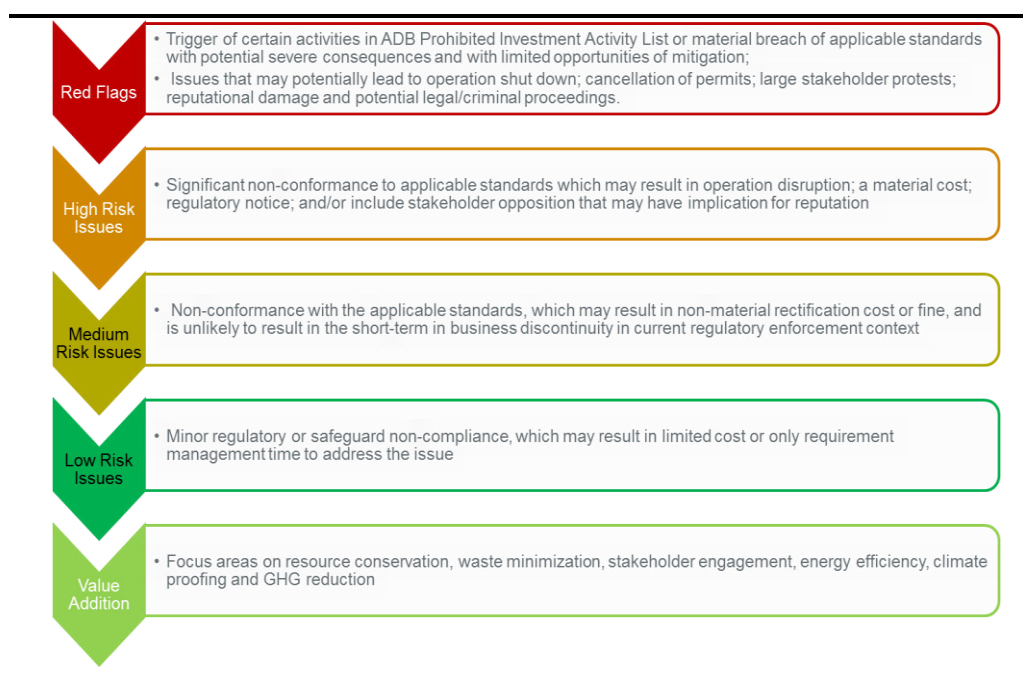 Red Flags
• Trigger of certain activities in ADB Prohibited Investment Activity List or material breach of applicable standards
with potential severe consequences and with limited opportunities of mitigation;
• Issues that may potentially lead to operation shut down; cancellation of permits; large stakeholder protests;
reputational damage and potential legal/criminal proceedings.
High Risk
Issues
• Significant non-conformance to applicable standards which may result in operation disruption; a material cost;
regulatory notice; and/or include stakeholder opposition that may have implication for reputation
Medium
Risk Issues
• Non-conformance with the applicable standards, which may result in non-material rectification cost or fine, and
is unlikely to result in the short-term in business discontinuity in current regulatory enforcement context
Low Risk
Issues
• Minor regulatory or safeguard non-compliance, which may result in limited cost or only requirement
management time to address the issue
Value
Addition
• Focus areas on resource conservation, waste minimization, stakeholder engagement, energy efficiency, climate
proofing and GHG reduction